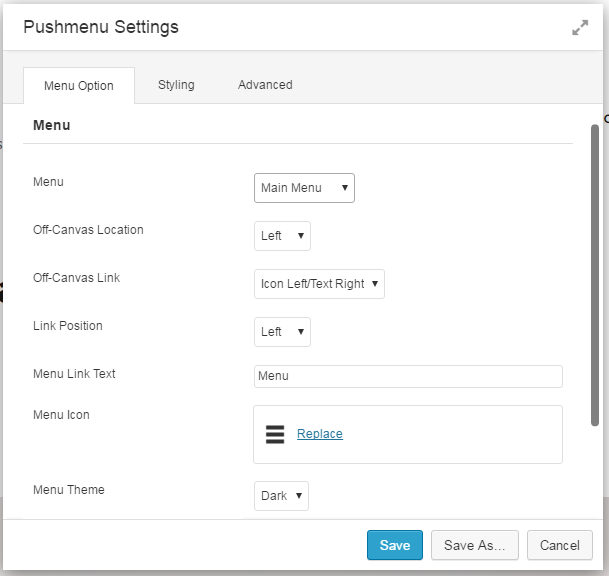 Pushmenu Settings
Menu Option Styling Advanced
Menu
Menu Main Menu
Off-Canvas Location Left
Off-Canvas Link Icon Left/Text Right
Link Position Left
Menu Link Text Menu
Menu Icon Replace
Menu Theme Dark
Save Save As... Cancel